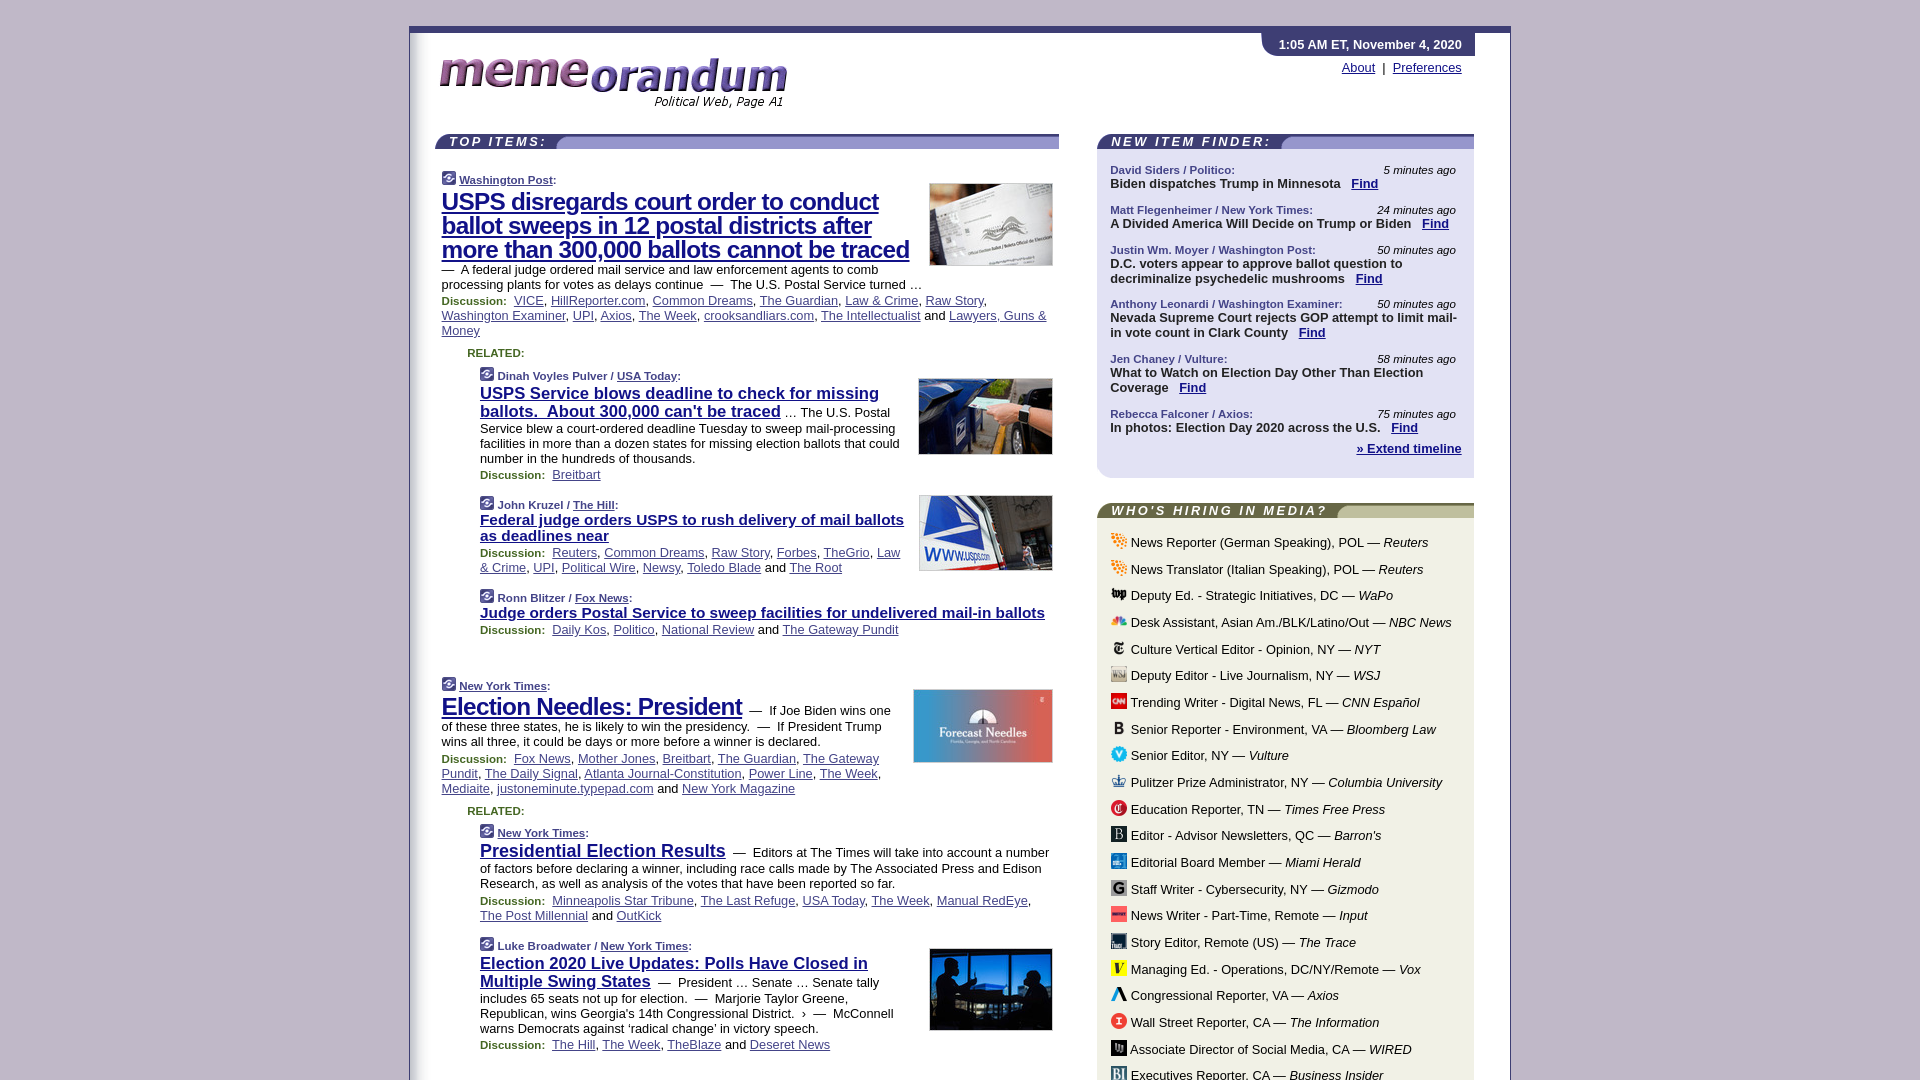 1:05 AM ET, November 4, 2020
About | Preferences
memeorandum
Political Web, Page A1
TOP ITEMS:
Washington Post:
USPS disregards court order to conduct
ballot sweeps in 12 postal districts after
more than 300,000 ballots cannot be traced
— A federal judge ordered mail service and law enforcement agents to comb
processing plants for votes as delays continue — The U.S. Postal Service turned …
Discussion: VICE, HillReporter.com, Common Dreams, The Guardian, Law & Crime, Raw Story,
Washington Examiner, UPI, Axios, The Week, crooksandliars.com, The Intellectualist and Lawyers, Guns &
Money
RELATED:
Dinah Voyles Pulver / USA Today:
USPS Service blows deadline to check for missing
ballots. About 300,000 can't be traced … The U.S. Postal
Service blew a court-ordered deadline Tuesday to sweep mail-processing
facilities in more than a dozen states for missing election ballots that could
number in the hundreds of thousands.
Discussion: Breitbart
John Kruzel / The Hill:
Federal judge orders USPS to rush delivery of mail ballots
as deadlines near
Discussion: Reuters, Common Dreams, Raw Story, Forbes, TheGrio, Law
& Crime, UPI, Political Wire, Newsy, Toledo Blade and The Root
www.usps.com
Ronn Blitzer / Fox News:
Judge orders Postal Service to sweep facilities for undelivered mail-in ballots
Discussion: Daily Kos, Politico, National Review and The Gateway Pundit
New York Times:
Election Needles: President — If Joe Biden wins one
of these three states, he is likely to win the presidency. — If President Trump
wins all three, it could be days or more before a winner is declared.
Discussion: Fox News, Mother Jones, Breitbart, The Guardian, The Gateway
Pundit, The Daily Signal, Atlanta Journal-Constitution, Power Line, The Week,
Mediaite, justoneminute.typepad.com and New York Magazine
Forecast Needles
Florida, Georgia, and North Carolina
RELATED:
New York Times:
Presidential Election Results — Editors at The Times will take into account a number
of factors before declaring a winner, including race calls made by The Associated Press and Edison
Research, as well as analysis of the votes that have been reported so far.
Discussion: Minneapolis Star Tribune, The Last Refuge, USA Today, The Week, Manual RedEye,
The Post Millennial and OutKick
Luke Broadwater / New York Times:
Election 2020 Live Updates: Polls Have Closed in
Multiple Swing States — President … Senate … Senate tally
includes 65 seats not up for election. — Marjorie Taylor Greene,
Republican, wins Georgia's 14th Congressional District. › — McConnell
warns Democrats against ‘radical change’ in victory speech.
Discussion: The Hill, The Week, TheBlaze and Deseret News
NEW ITEM FINDER:
David Siders / Politico: 5 minutes ago
Biden dispatches Trump in Minnesota Find
Matt Flegenheimer / New York Times: 24 minutes ago
A Divided America Will Decide on Trump or Biden Find
Justin Wm. Moyer / Washington Post: 50 minutes ago
D.C. voters appear to approve ballot question to
decriminalize psychedelic mushrooms Find
Anthony Leonardi / Washington Examiner: 50 minutes ago
Nevada Supreme Court rejects GOP attempt to limit mail-
in vote count in Clark County Find
Jen Chaney / Vulture: 58 minutes ago
What to Watch on Election Day Other Than Election
Coverage Find
Rebecca Falconer / Axios: 75 minutes ago
In photos: Election Day 2020 across the U.S. Find
» Extend timeline
WHO'S HIRING IN MEDIA?
News Reporter (German Speaking), POL — Reuters
News Translator (Italian Speaking), POL — Reuters
Deputy Ed. - Strategic Initiatives, DC — WaPo
Desk Assistant, Asian Am./BLK/Latino/Out — NBC News
Culture Vertical Editor - Opinion, NY — NYT
Deputy Editor - Live Journalism, NY — WSJ
Trending Writer - Digital News, FL — CNN Español
Senior Reporter - Environment, VA — Bloomberg Law
Senior Editor, NY — Vulture
Pulitzer Prize Administrator, NY — Columbia University
Education Reporter, TN — Times Free Press
Editor - Advisor Newsletters, QC — Barron's
Editorial Board Member — Miami Herald
Staff Writer - Cybersecurity, NY — Gizmodo
News Writer - Part-Time, Remote — Input
Story Editor, Remote (US) — The Trace
Managing Ed. - Operations, DC/NY/Remote — Vox
Congressional Reporter, VA — Axios
Wall Street Reporter, CA — The Information
Associate Director of Social Media, CA — WIRED
Executives Reporter, CA — Business Insider